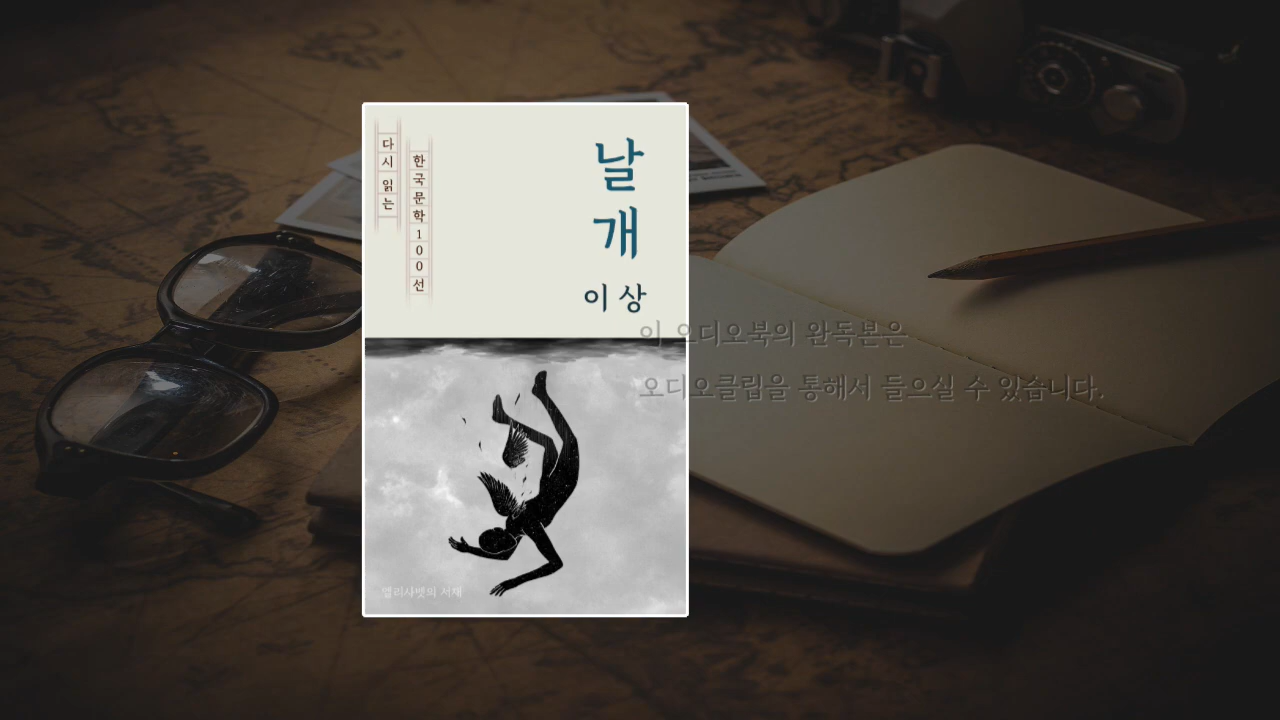 다시 읽는
한국문학100선
날개
이상
이 오디오북의 완독본은
오디오클립을 통해서 들으실 수 있습니다.
엘리사벳의 서재